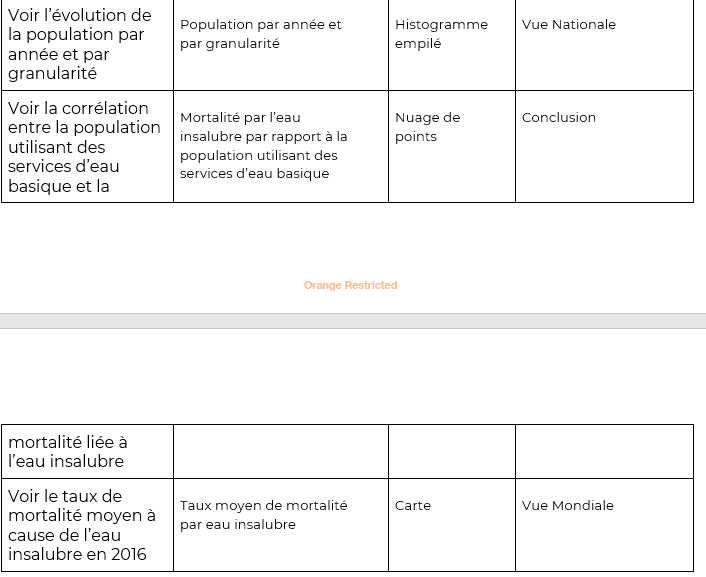 Voir l’évolution de
la population par
année et par
granularité
Population par année et
par granularité
Histogramme
empilé
Vue Nationale
Voir la corrélation
entre la population
utilisant des
services d’eau
basique et la
Mortalité par l’eau
insalubre par rapport à la
population utilisant des
services d’eau basique
Nuage de
points
Conclusion
Orange Restricted
mortalité liée à
l’eau insalubre
Voir le taux de
mortalité moyen à
cause de l’eau
insalubre en 2016
Taux moyen de mortalité
par eau insalubre
Carte
Vue Mondiale